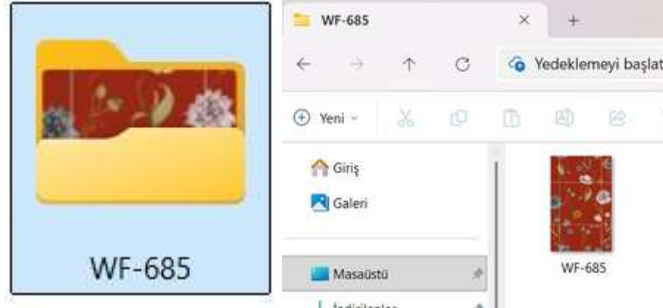 WF-685
WF-685
Yedeklemeyi başlat
Yeni
Giriş
Galeri
Masaüstü
WF-685